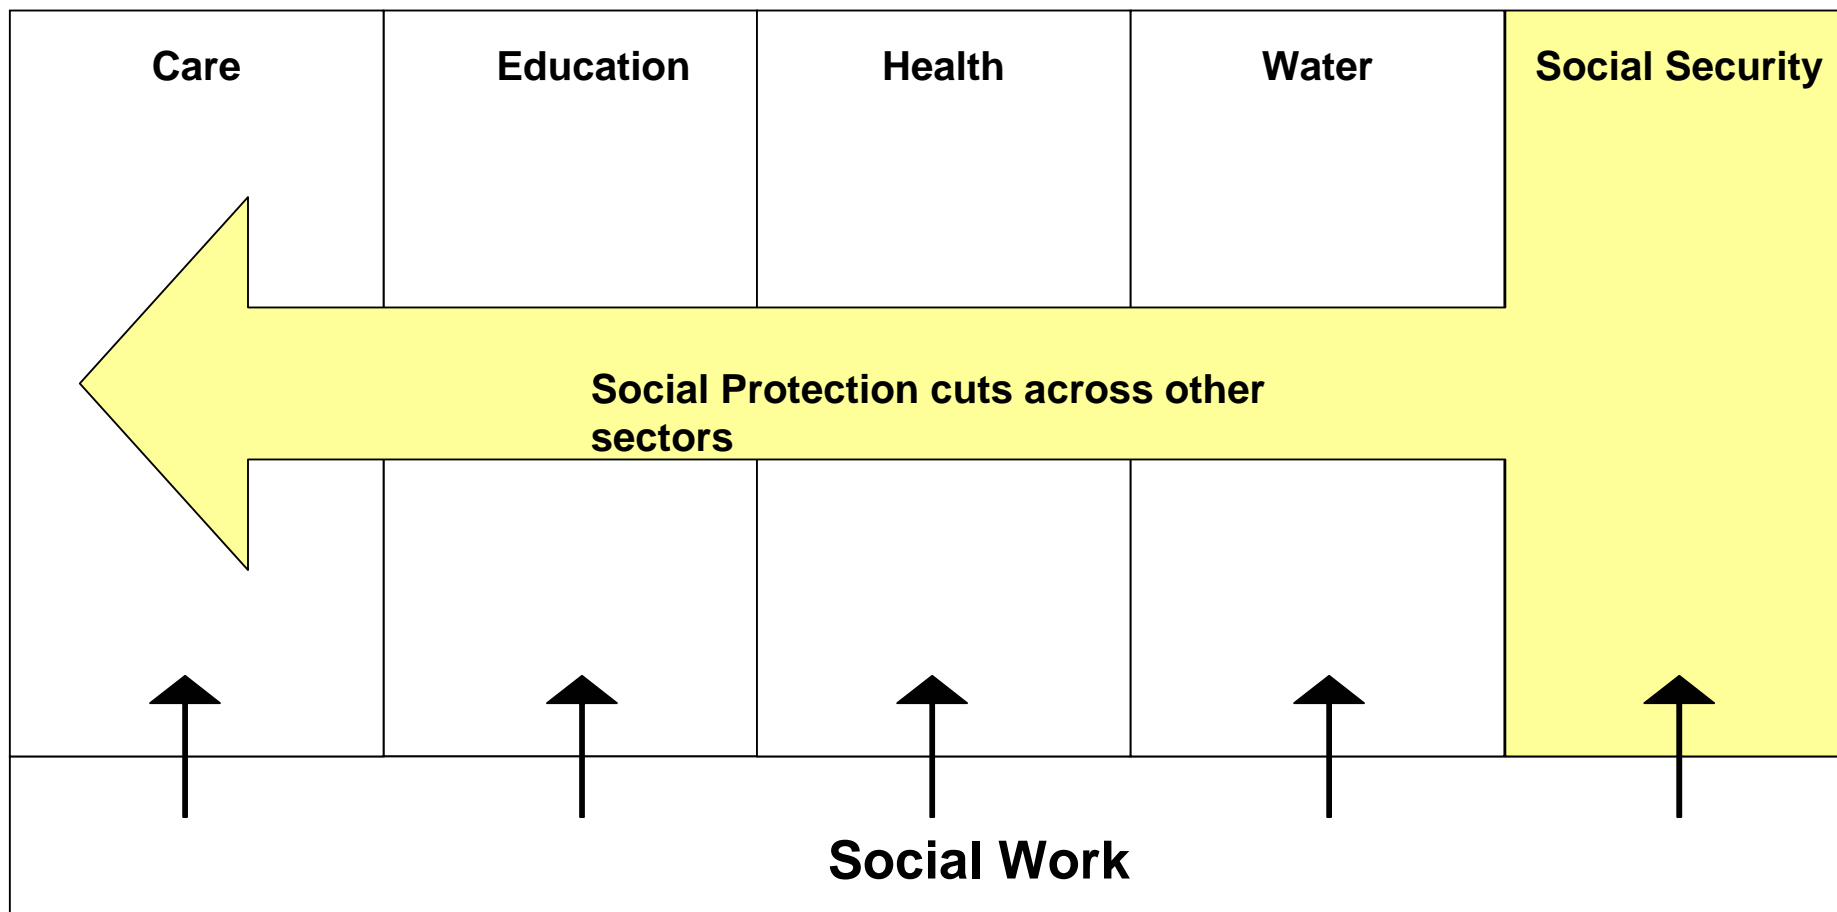 Care
Education
Health
Water
Social Security
Social Protection cuts across other
sectors
Social Work